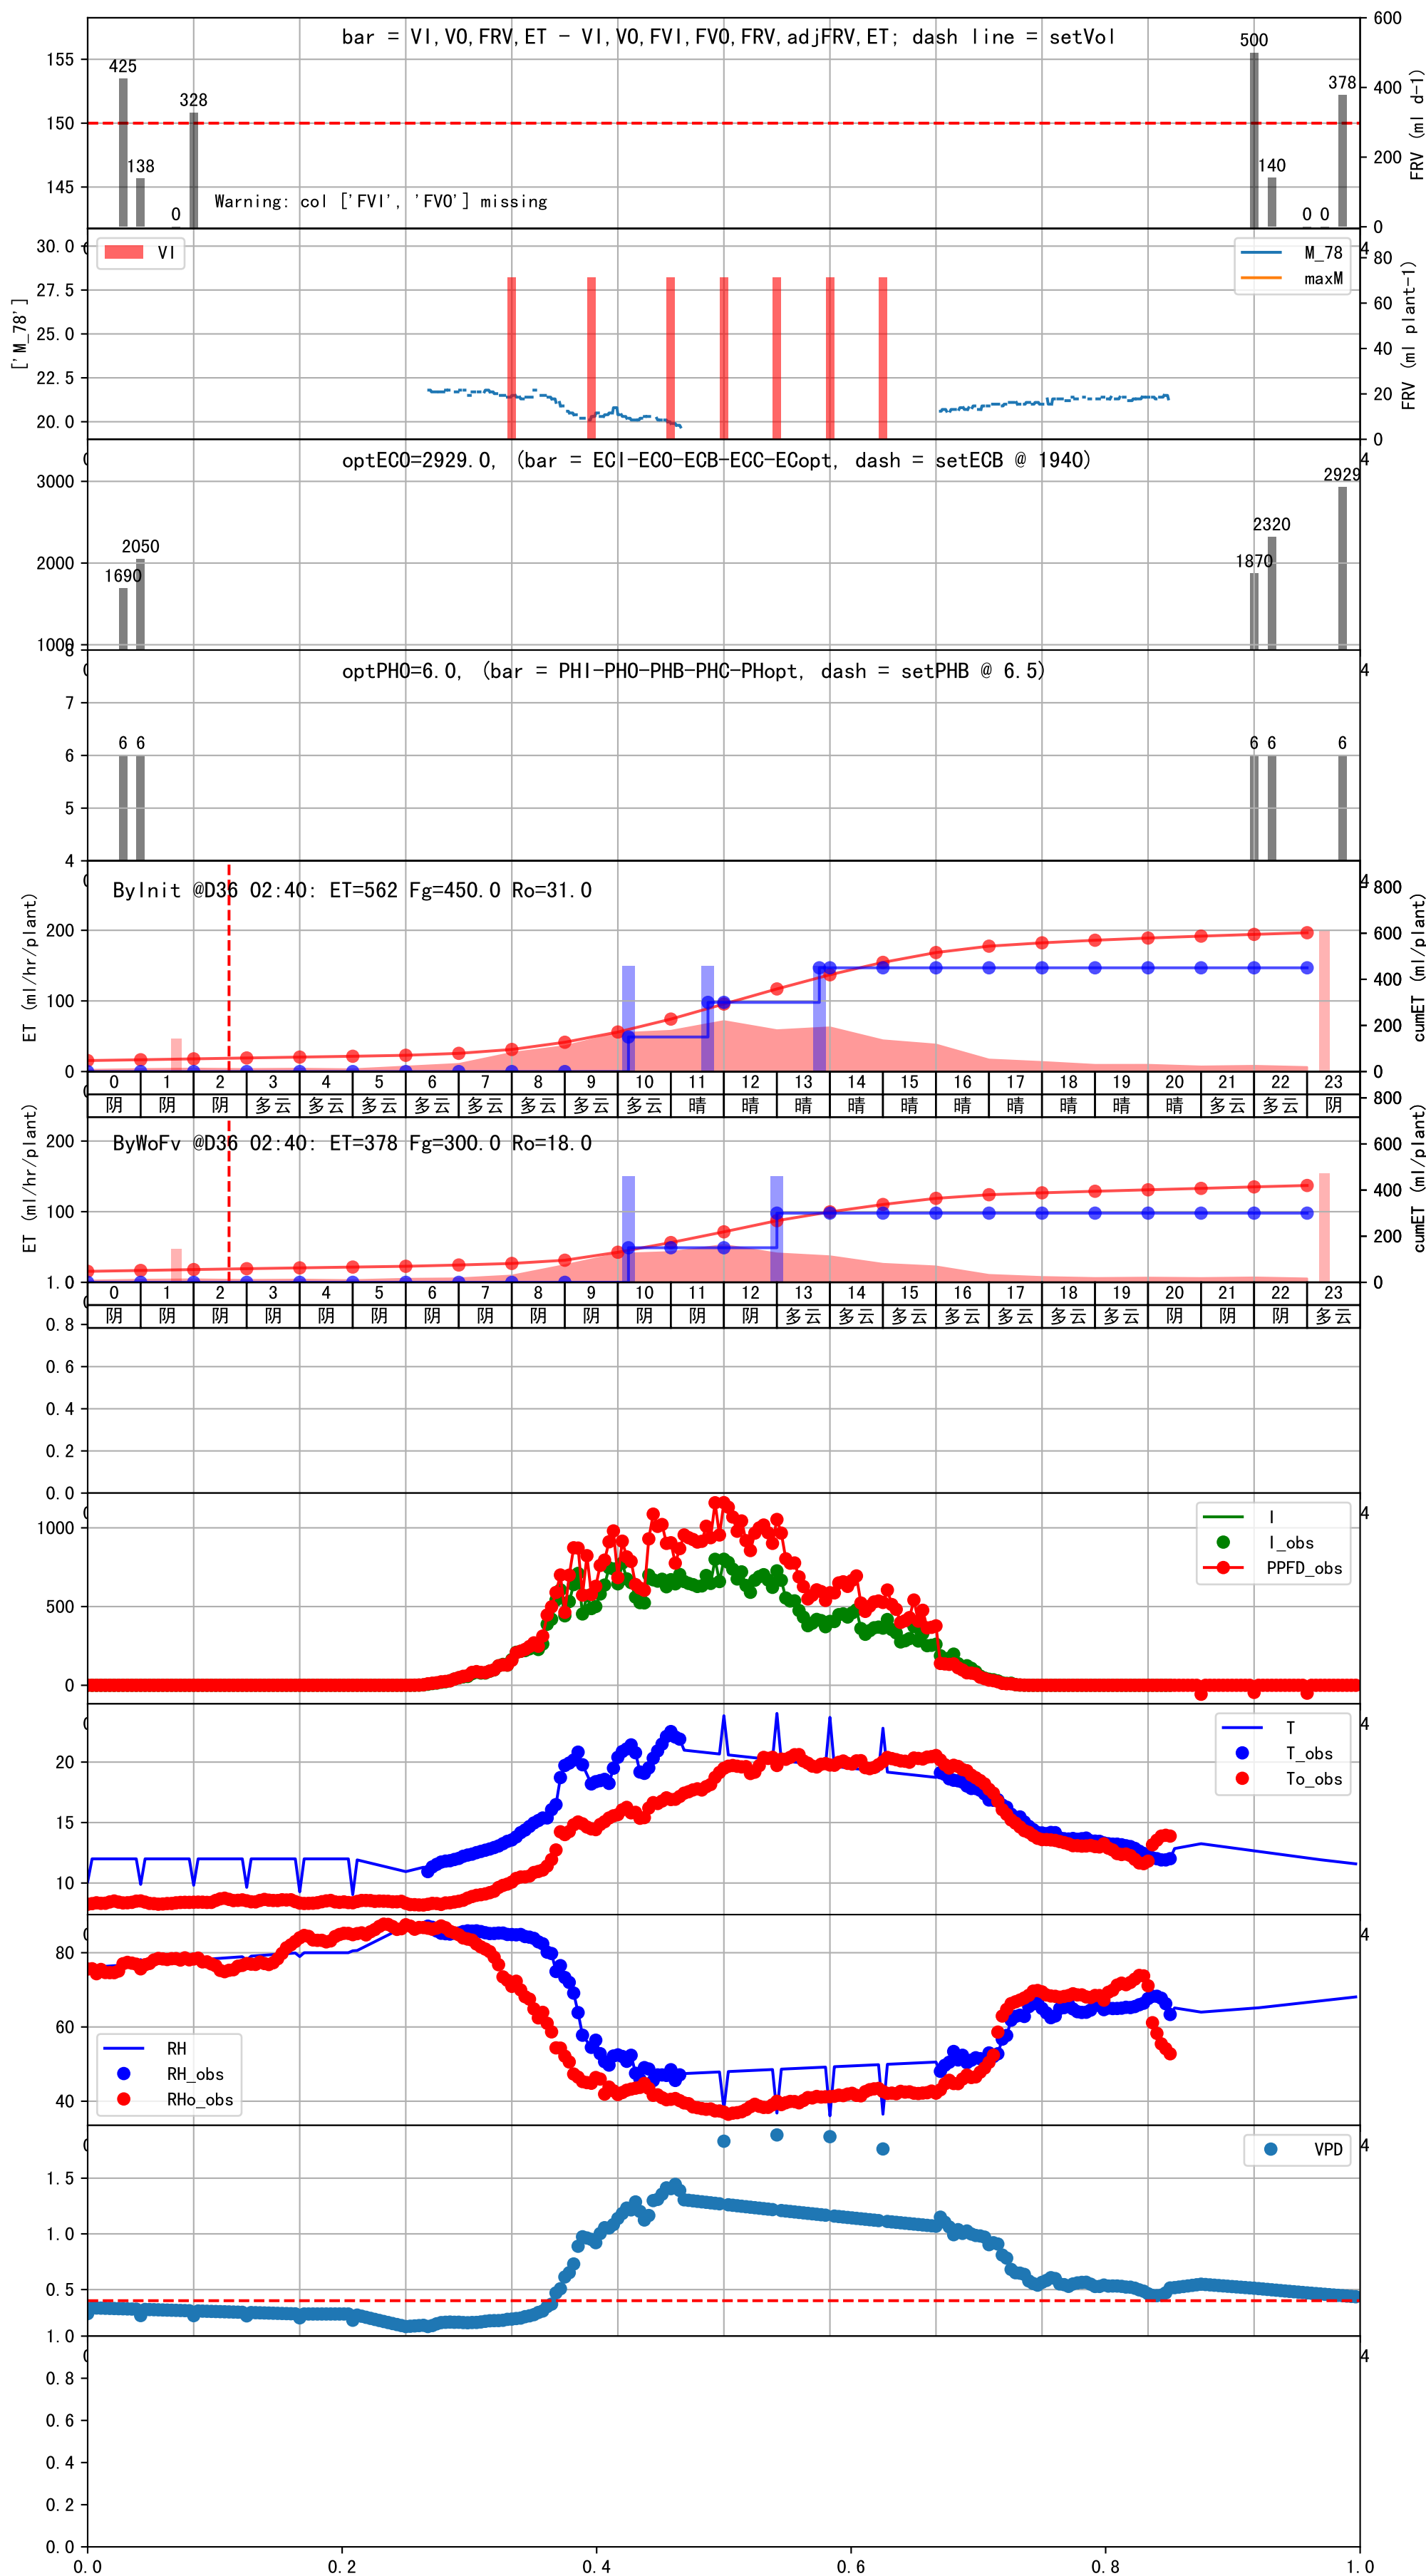 bar = VI,VO,FRV,ET - VI,VO,FVI,FVO,FRV,adjFRV,ET; dash line = setVol
155
150
145
600
400
200
0
FRV (ml d-1)
425
138
0
328
500
140
0
0
378
Warning: col ['FVI', 'FVO'] missing
VI
M_78
maxM
30.0
27.5
25.0
22.5
20.0
['M_78']
4
80
60
40
20
0
FRV (ml plant-1)
optECO=2929.0, (bar = ECI-ECO-ECB-ECC-ECopt, dash = setECB @ 1940)
4
3000
2000
1000
1690
2050
1870
2320
2929
optPHO=6.0, (bar = PHI-PHO-PHB-PHC-PHopt, dash = setPHB @ 6.5)
4
8
7
6
5
4
6
6
6
6
6
ByInit @D36 02:40: ET=562 Fg=450.0 Ro=31.0
4
200
100
0
ET (ml/hr/plant)
800
600
400
200
0
cumET (ml/plant)
0 1 2 3 4 5 6 7 8 9 10 11 12 13 14 15 16 17 18 19 20 21 22 23
阴 阴 阴 多云 多云 多云 多云 多云 多云 多云 多云 晴 晴 晴 晴 晴 晴 晴 晴 晴 晴 多云 多云 阴
ByWoFv @D36 02:40: ET=378 Fg=300.0 Ro=18.0
200
100
ET (ml/hr/plant)
800
600
400
200
0
cumET (ml/plant)
0 1 2 3 4 5 6 7 8 9 10 11 12 13 14 15 16 17 18 19 20 21 22 23
阴 阴 阴 阴 阴 阴 阴 阴 阴 阴 阴 阴 阴 多云 多云 多云 多云 多云 多云 多云 阴 阴 阴 多云
1.0
0.8
0.6
0.4
0.2
0.0
4
I
I_obs
PPFD_obs
1000
500
0
4
T
T_obs
To_obs
20
15
10
4
RH
RH_obs
RHo_obs
80
60
40
4
VPD
1.5
1.0
0.5
4
1.0
0.8
0.6
0.4
0.2
0.0
0.0 0.2 0.4 0.6 0.8 1.0